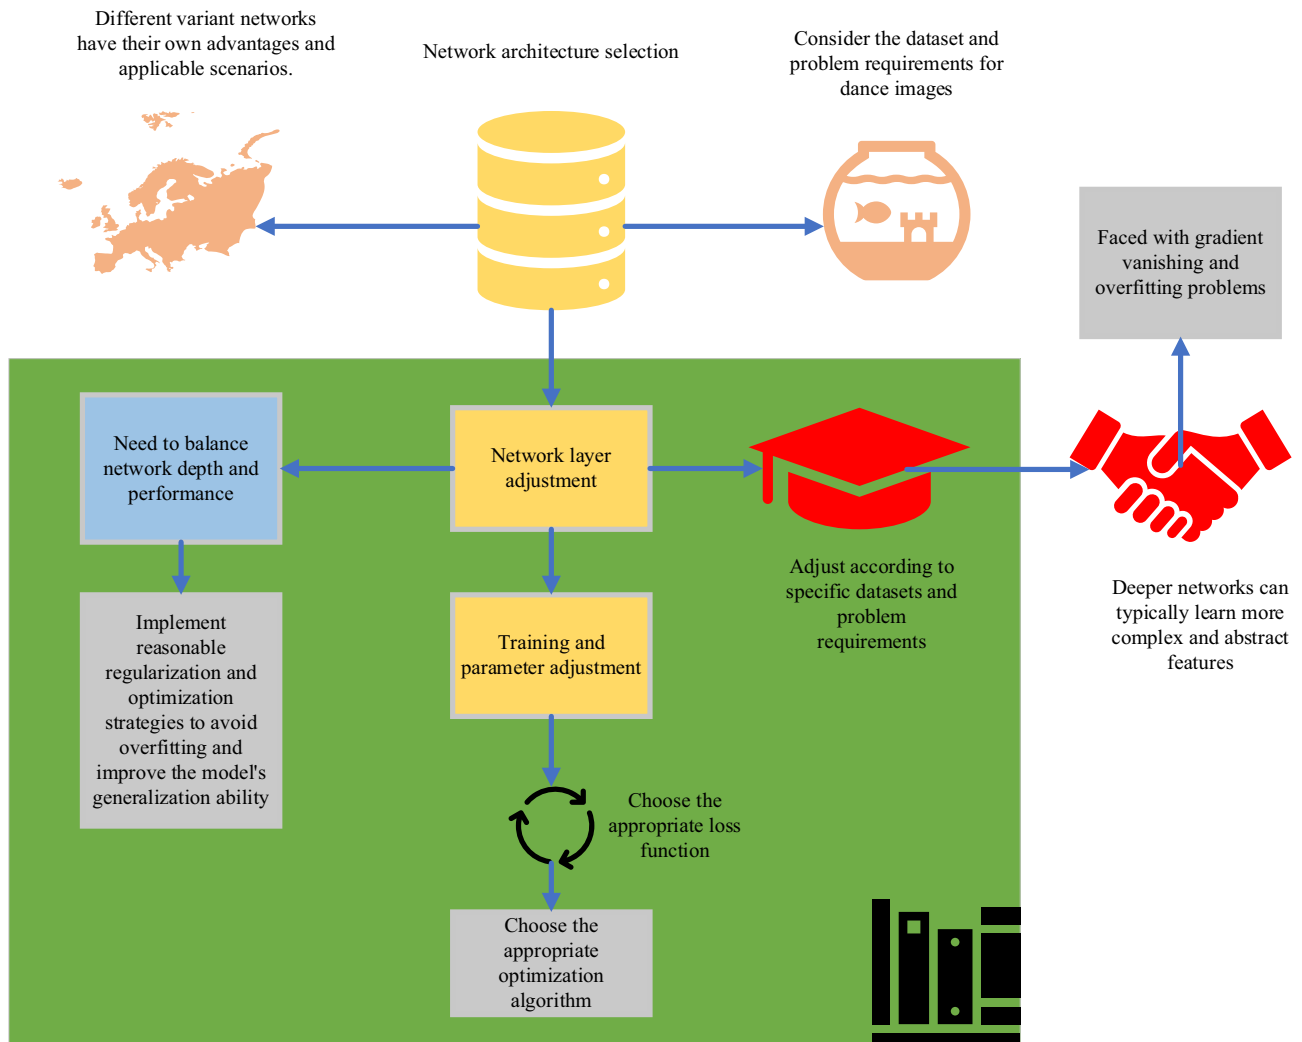 Different variant networks
have their own advantages and
applicable scenarios.
Network architecture selection
Consider the dataset and
problem requirements for
dance images
Faced with gradient
vanishing and
overfitting problems
Need to balance
network depth and
performance
Network layer
adjustment
Adjust according to
specific datasets and
problem
requirements
Deeper networks can
typically learn more
complex and abstract
features
Implement
reasonable
regularization and
optimization
strategies to avoid
overfitting and
improve the model's
generalization ability
Training and
parameter adjustment
Choose the
appropriate loss
function
Choose the
appropriate
optimization
algorithm